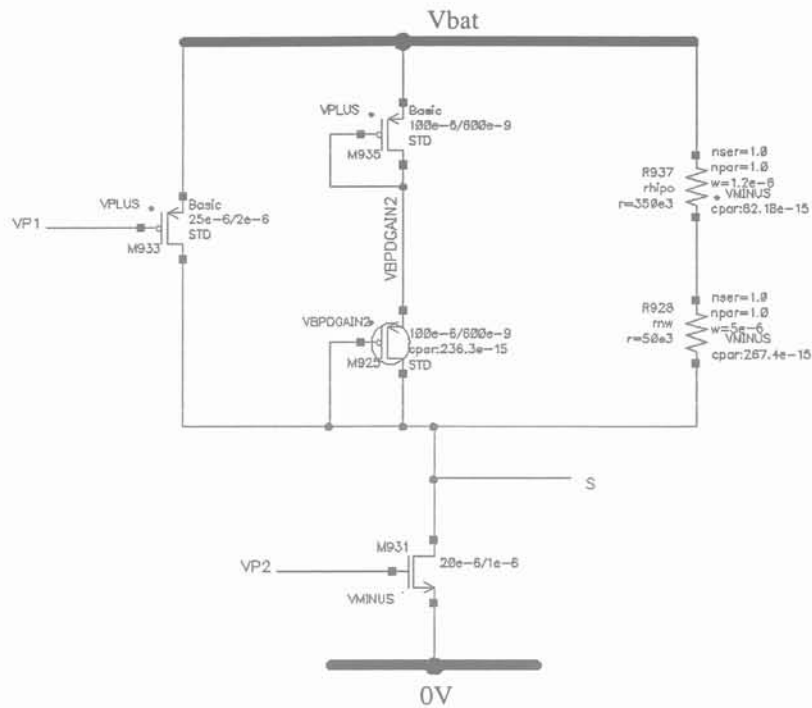 Vbat
VPLUS
Basic
100e-6/600e-9
STD
M935
nser=1.0
npar=1.0
w=1.2e-6
VMINUS
cpar:82.18e-15
R937
rhipo
r=350e3
VPLUS
Basic
25e-6/2e-6
STD
M933
VP1
VBPDGAIN2
VBPDGAIN2
100e-6/600e-9
cpar:236.3e-15
STD
M925
nser=1.0
npar=1.0
w=5e-6
VMINUS
cpar:267.4e-15
R928
rnw
r=50e3
S
M931
20e-6/1e-6
VP2
VMINUS
0V